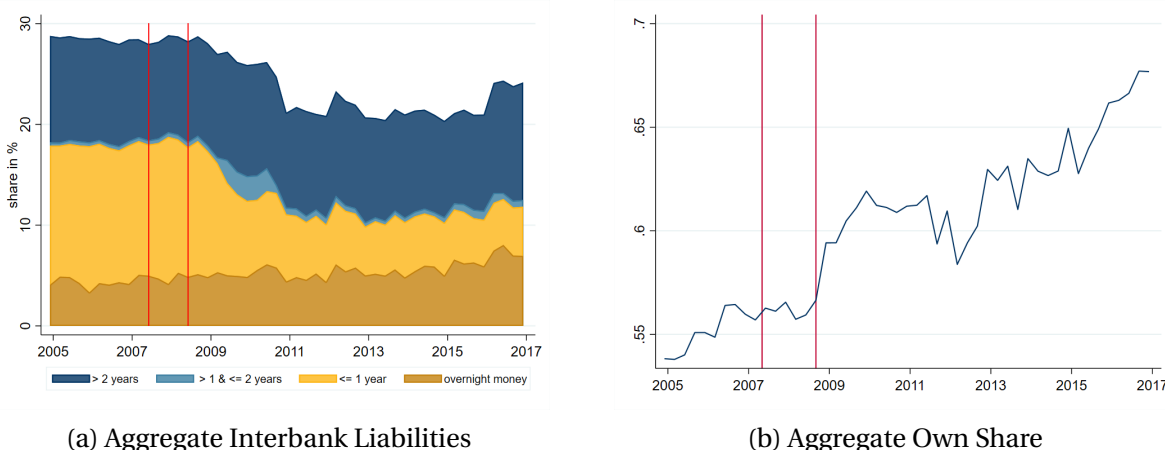 share in %
30
20
10
0
2005 2007 2009 2011 2013 2015 2017
> 2 years > 1 & <= 2 years <= 1 year overnight money
(a) Aggregate Interbank Liabilities
.7
.65
.6
.55
2005 2007 2009 2011 2013 2015 2017
(b) Aggregate Own Share